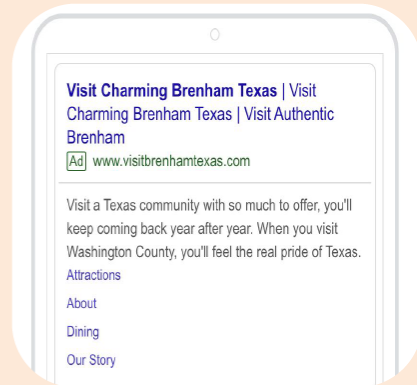 Visit Charming Brenham Texas | Visit
Charming Brenham Texas | Visit Authentic
Brenham
Ad www.visitbrenhamtexas.com
Visit a Texas community with so much to offer, you'll
keep coming back year after year. When you visit
Washington County, you'll feel the real pride of Texas.
Attractions
About
Dining
Our Story